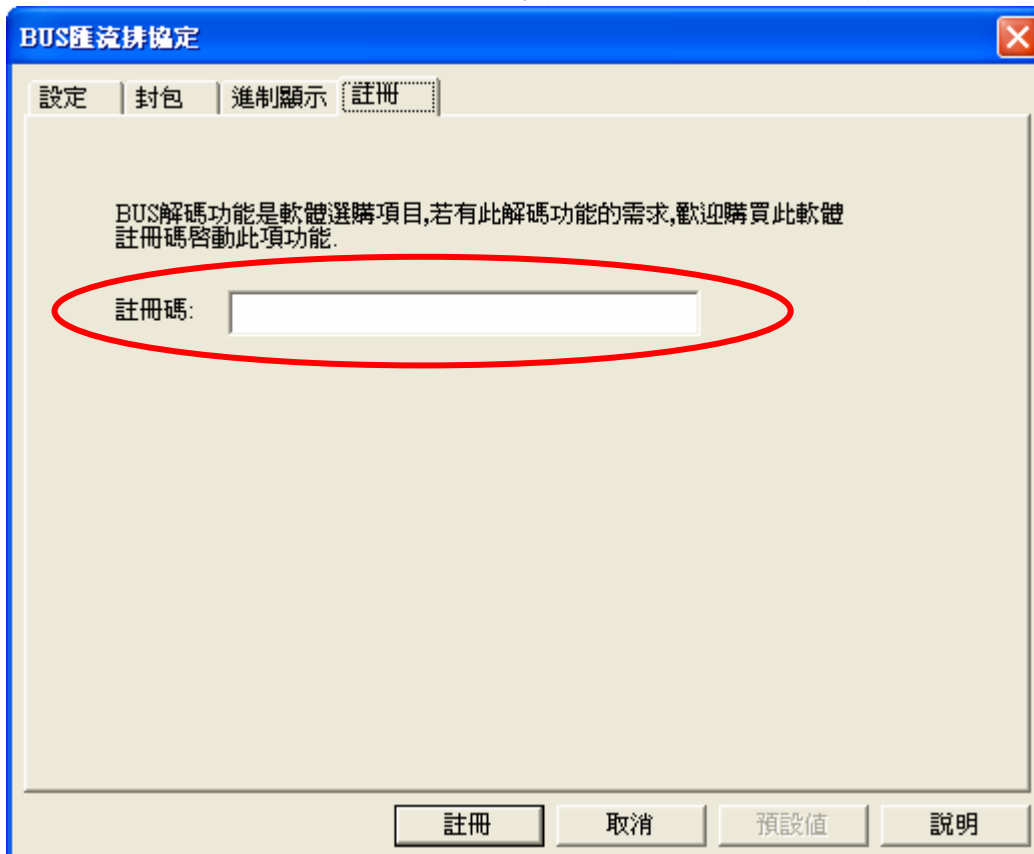 BUS匯流排協定
設定 封包 進制顯示 註冊
BUS解碼功能是軟體選購項目,若有此解碼功能的需求,歡迎購買此軟體
註冊碼啓動此項功能.
註冊碼:
註冊 取消 預設值 說明